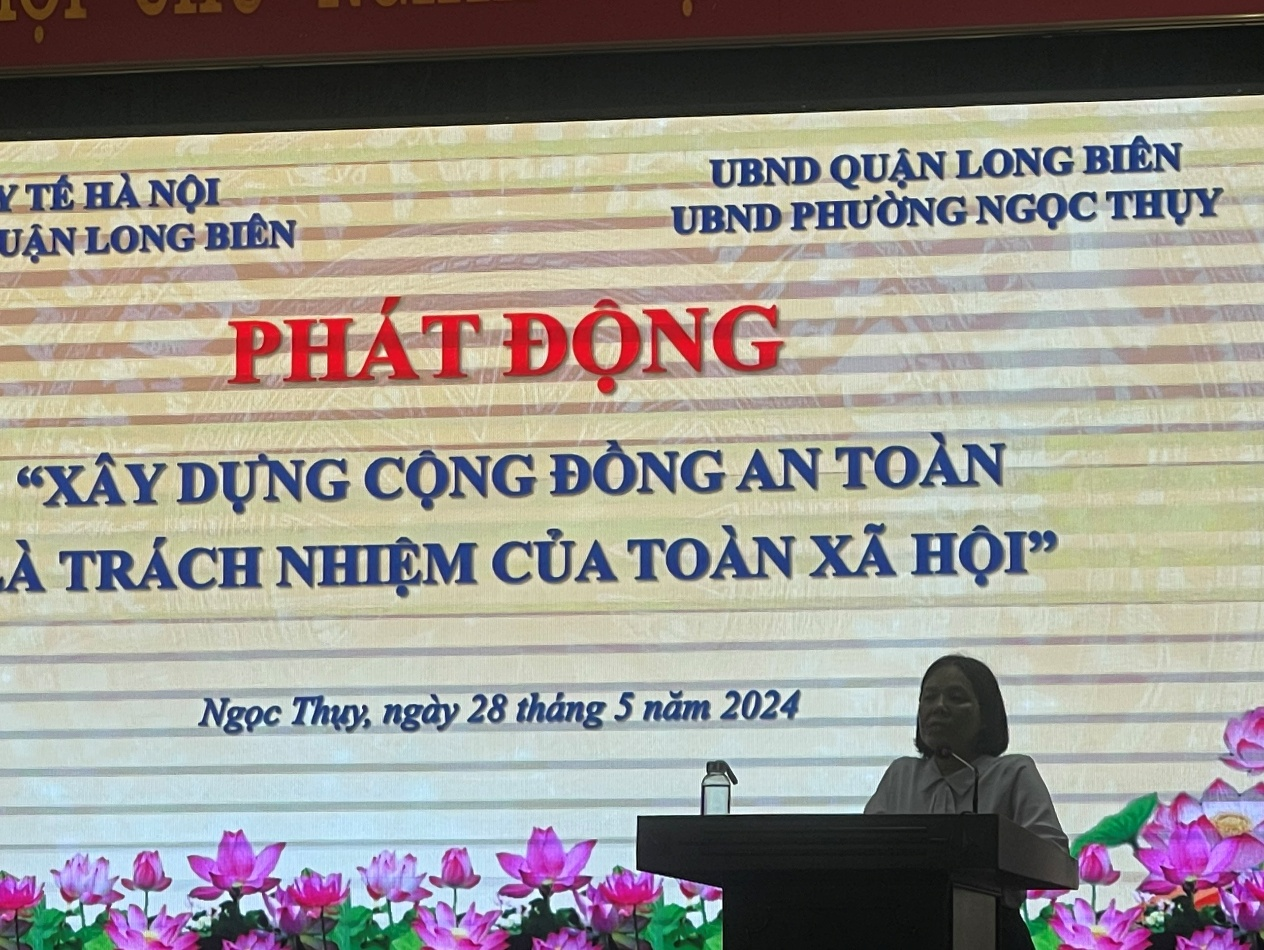 Y TẾ HÀ NỘI
UẬN LONG BIÊN
UBND QUẬN LONG BIÊN
UBND PHƯỜNG NGỌC THỤY
PHÁT ĐỘNG
“XÂY DỰNG CỘNG ĐỒNG AN TOÀN
LÀ TRÁCH NHIỆM CỦA TOÀN XÃ HỘI”
Ngọc Thụy, ngày 28 tháng 5 năm 2024